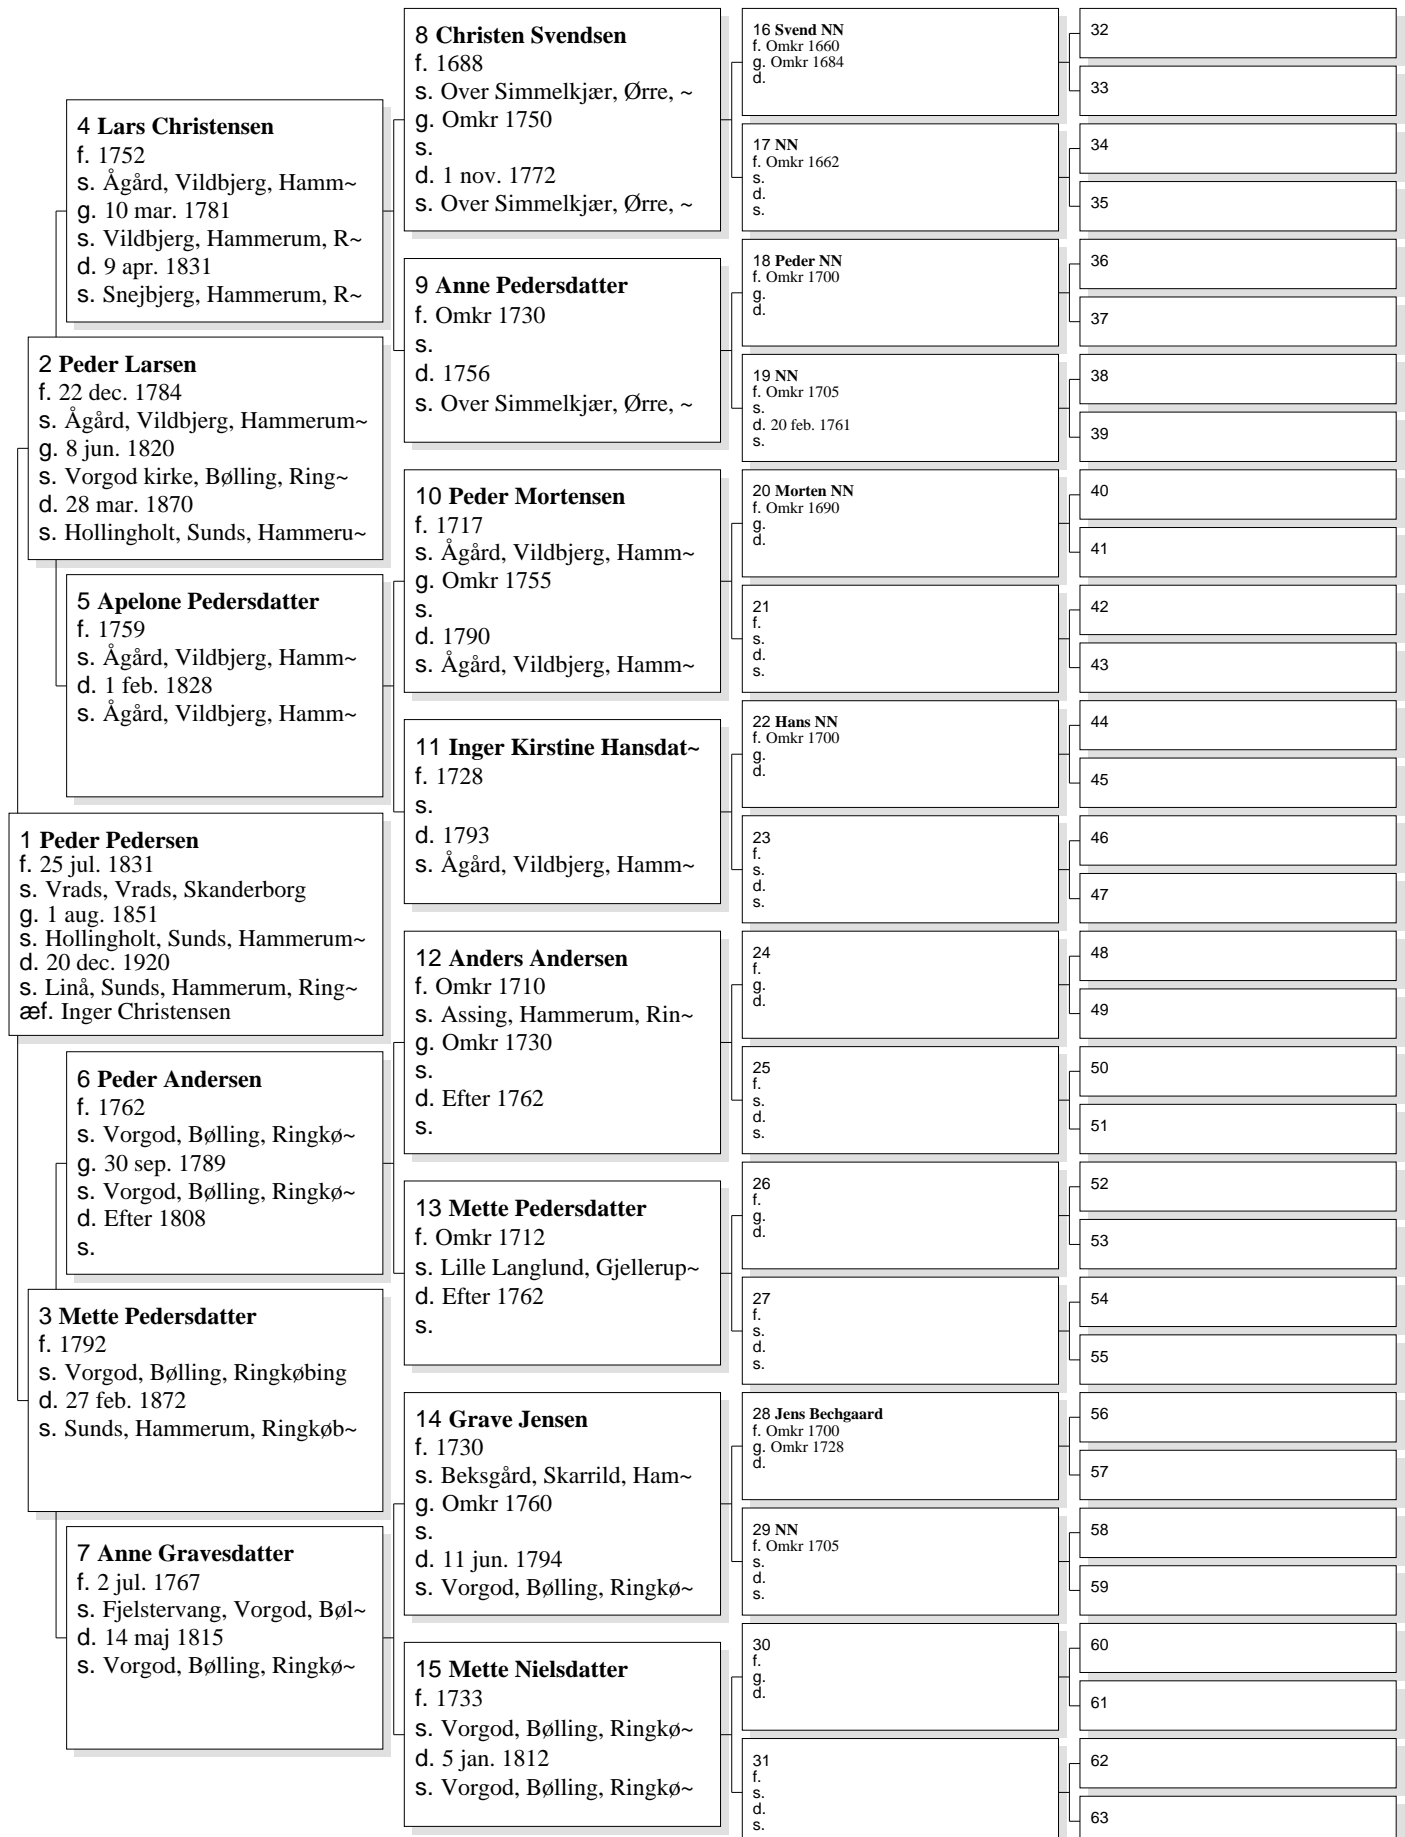 1 Peder Pedersen
f. 25 jul. 1831
s. Vrads, Vrads, Skanderborg
g. 1 aug. 1851
s. Hollingholt, Sunds, Hammerum~
d. 20 dec. 1920
s. Linå, Sunds, Hammerum, Ring~
æf. Inger Christensen
2 Peder Larsen
f. 22 dec. 1784
s. Ågård, Vildbjerg, Hammerum~
g. 8 jun. 1820
s. Vorgod kirke, Bølling, Ring~
d. 28 mar. 1870
s. Hollingholt, Sunds, Hammeru~
3 Mette Pedersdatter
f. 1792
s. Vorgod, Bølling, Ringkøbing
d. 27 feb. 1872
s. Sunds, Hammerum, Ringkøb~
4 Lars Christensen
f. 1752
s. Ågård, Vildbjerg, Hamm~
g. 10 mar. 1781
s. Vildbjerg, Hammerum, R~
d. 9 apr. 1831
s. Snejbjerg, Hammerum, R~
5 Apelone Pedersdatter
f. 1759
s. Ågård, Vildbjerg, Hamm~
d. 1 feb. 1828
s. Ågård, Vildbjerg, Hamm~
6 Peder Andersen
f. 1762
s. Vorgod, Bølling, Ringkø~
g. 30 sep. 1789
s. Vorgod, Bølling, Ringkø~
d. Efter 1808
s.
7 Anne Gravesdatter
f. 2 jul. 1767
s. Fjelstervang, Vorgod, Bøl~
d. 14 maj 1815
s. Vorgod, Bølling, Ringkø~
8 Christen Svendsen
f. 1688
s. Over Simmelkjær, Ørre, ~
g. Omkr 1750
s.
d. 1 nov. 1772
s. Over Simmelkjær, Ørre, ~
9 Anne Pedersdatter
f. Omkr 1730
s.
d. 1756
s. Over Simmelkjær, Ørre, ~
10 Peder Mortensen
f. 1717
s. Ågård, Vildbjerg, Hamm~
g. Omkr 1755
s.
d. 1790
s. Ågård, Vildbjerg, Hamm~
11 Inger Kirstine Hansdat~
f. 1728
s.
d. 1793
s. Ågård, Vildbjerg, Hamm~
12 Anders Andersen
f. Omkr 1710
s. Assing, Hammerum, Rin~
g. Omkr 1730
s.
d. Efter 1762
s.
13 Mette Pedersdatter
f. Omkr 1712
s. Lille Langlund, Gjellerup~
d. Efter 1762
s.
14 Grave Jensen
f. 1730
s. Beksgård, Skarrild, Ham~
g. Omkr 1760
s.
d. 11 jun. 1794
s. Vorgod, Bølling, Ringkø~
15 Mette Nielsdatter
f. 1733
s. Vorgod, Bølling, Ringkø~
d. 5 jan. 1812
s. Vorgod, Bølling, Ringkø~
16 Svend NN
f. Omkr 1660
g. Omkr 1684
d.
17 NN
f. Omkr 1662
s.
d.
s.
18 Peder NN
f. Omkr 1700
g.
d.
19 NN
f. Omkr 1705
s.
d. 20 feb. 1761
s.
20 Morten NN
f. Omkr 1690
g.
d.
21
f.
s.
d.
s.
22 Hans NN
f. Omkr 1700
g.
d.
23
f.
s.
d.
s.
24
f.
g.
d.
25
f.
s.
d.
s.
26
f.
g.
d.
27
f.
s.
d.
s.
28 Jens Bechgaard
f. Omkr 1700
g. Omkr 1728
d.
29 NN
f. Omkr 1705
s.
d.
s.
30
f.
g.
d.
31
f.
s.
d.
s.
32
33
34
35
36
37
38
39
40
41
42
43
44
45
46
47
48
49
50
51
52
53
54
55
56
57
58
59
60
61
62
63